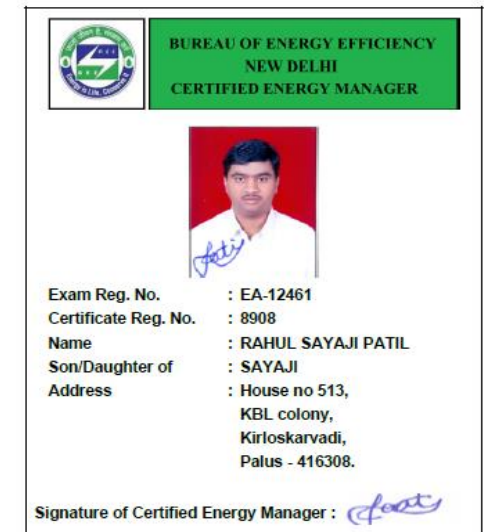 BUREAU OF ENERGY EFFICIENCY
NEW DELHI
CERTIFIED ENERGY MANAGER
Exam Reg. No. : EA-12461
Certificate Reg. No. : 8908
Name : RAHUL SAYAJI PATIL
Son/Daughter of : SAYAJI
Address : House no 513,
KBL colony,
Kirloskarvadi,
Palus - 416308.
Signature of Certified Energy Manager :